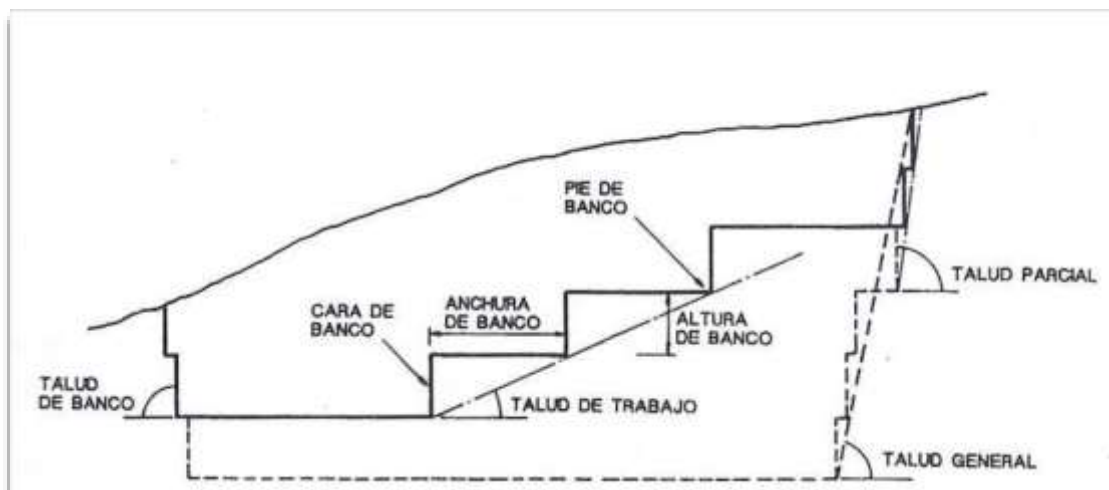 PIE DE
BANCO
TALUD PARCIAL
CARA DE
BANCO
ANCHURA
DE BANCO
ALTURA
DE BANCO
TALUD
DE BANCO
TALUD DE TRABAJO
TALUD GENERAL